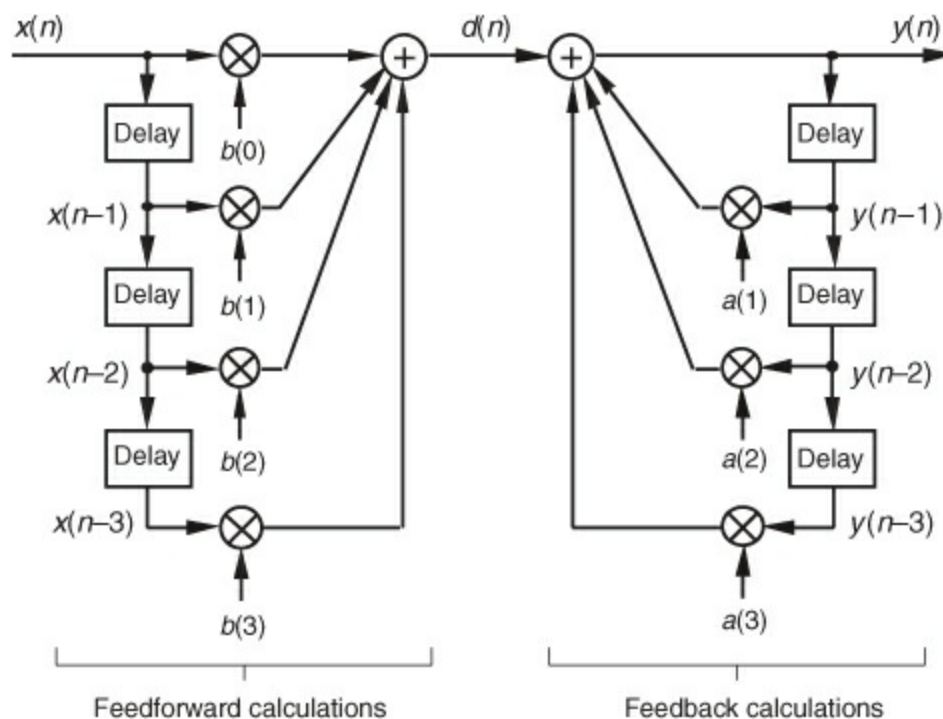 x(n) d(n) y(n)
+ +
Delay Delay
b(0)
x(n–1) y(n–1)
Delay b(1) a(1) Delay
x(n–2) y(n–2)
Delay b(2) a(2) Delay
x(n–3) y(n–3)
b(3) a(3)
Feedforward calculations Feedback calculations